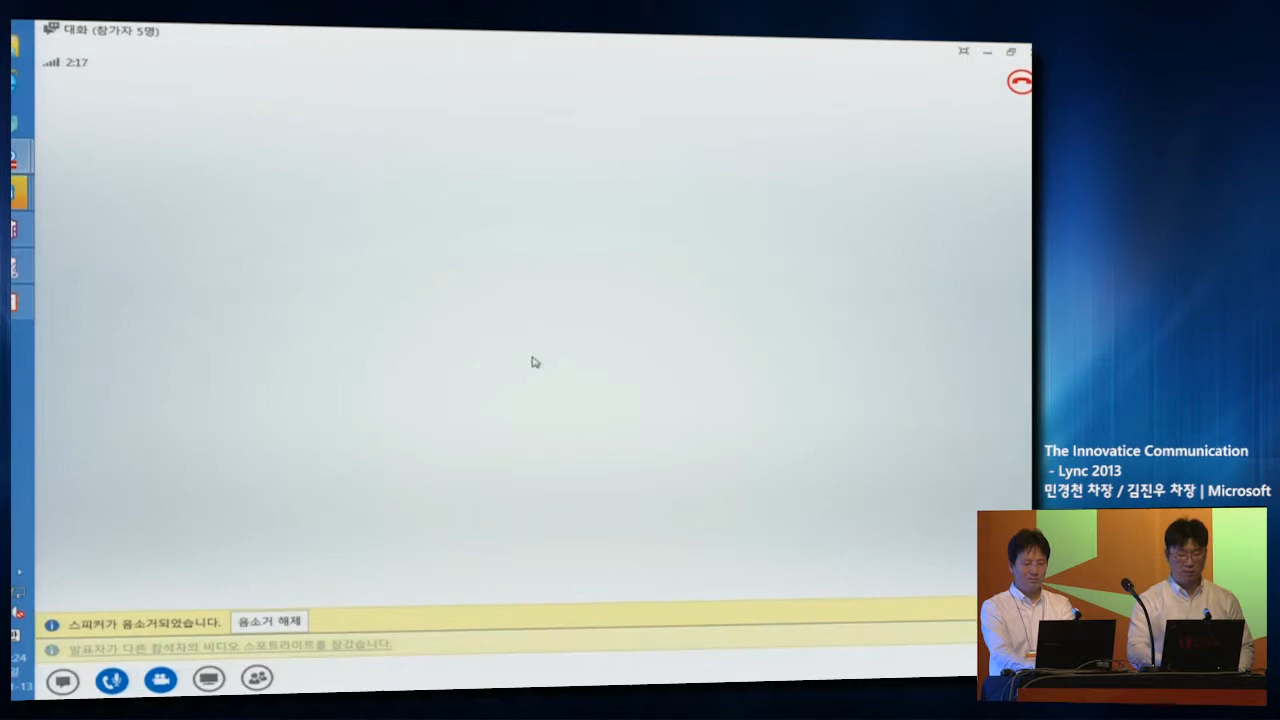 대화 (참가자 5명)
2:17
스피커가 음소거되었습니다. 음소거 해제
발표자가 다른 참석자의 비디오 스포트라이트를 잠갔습니다.
The Innovatice Communication
- Lync 2013
민경천 차장 / 김진우 차장 | Microsoft